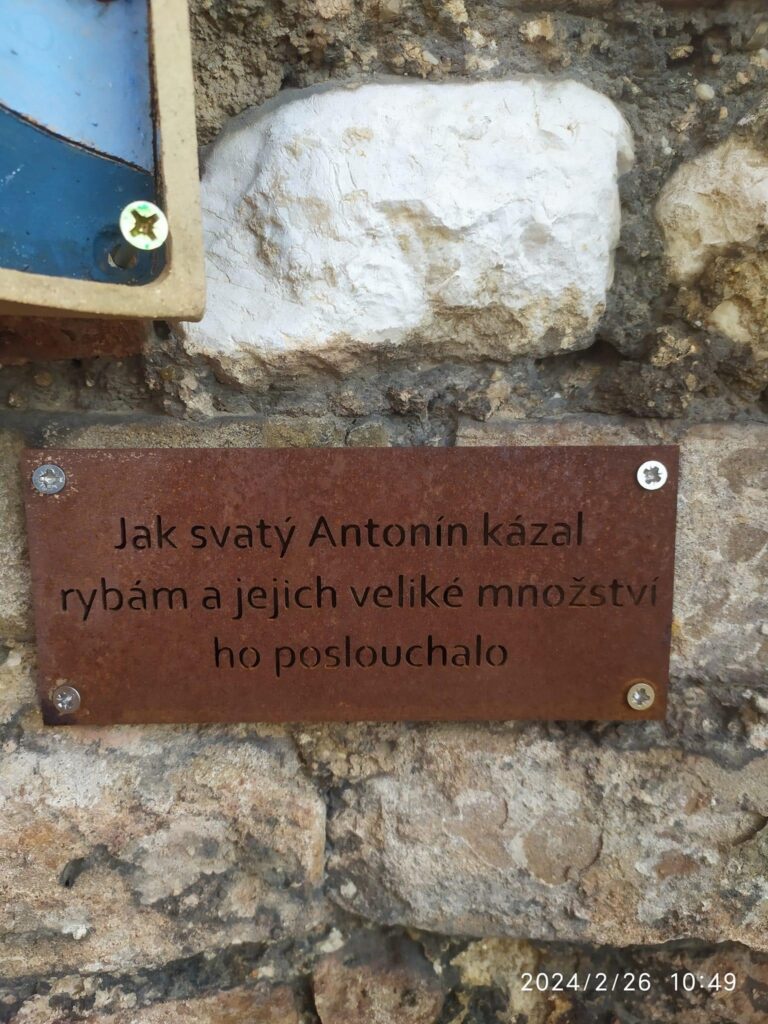 Jak svatý Antonín kázal
rybám a jejich veliké množství
ho poslouchalo
2024/2/26 10:49